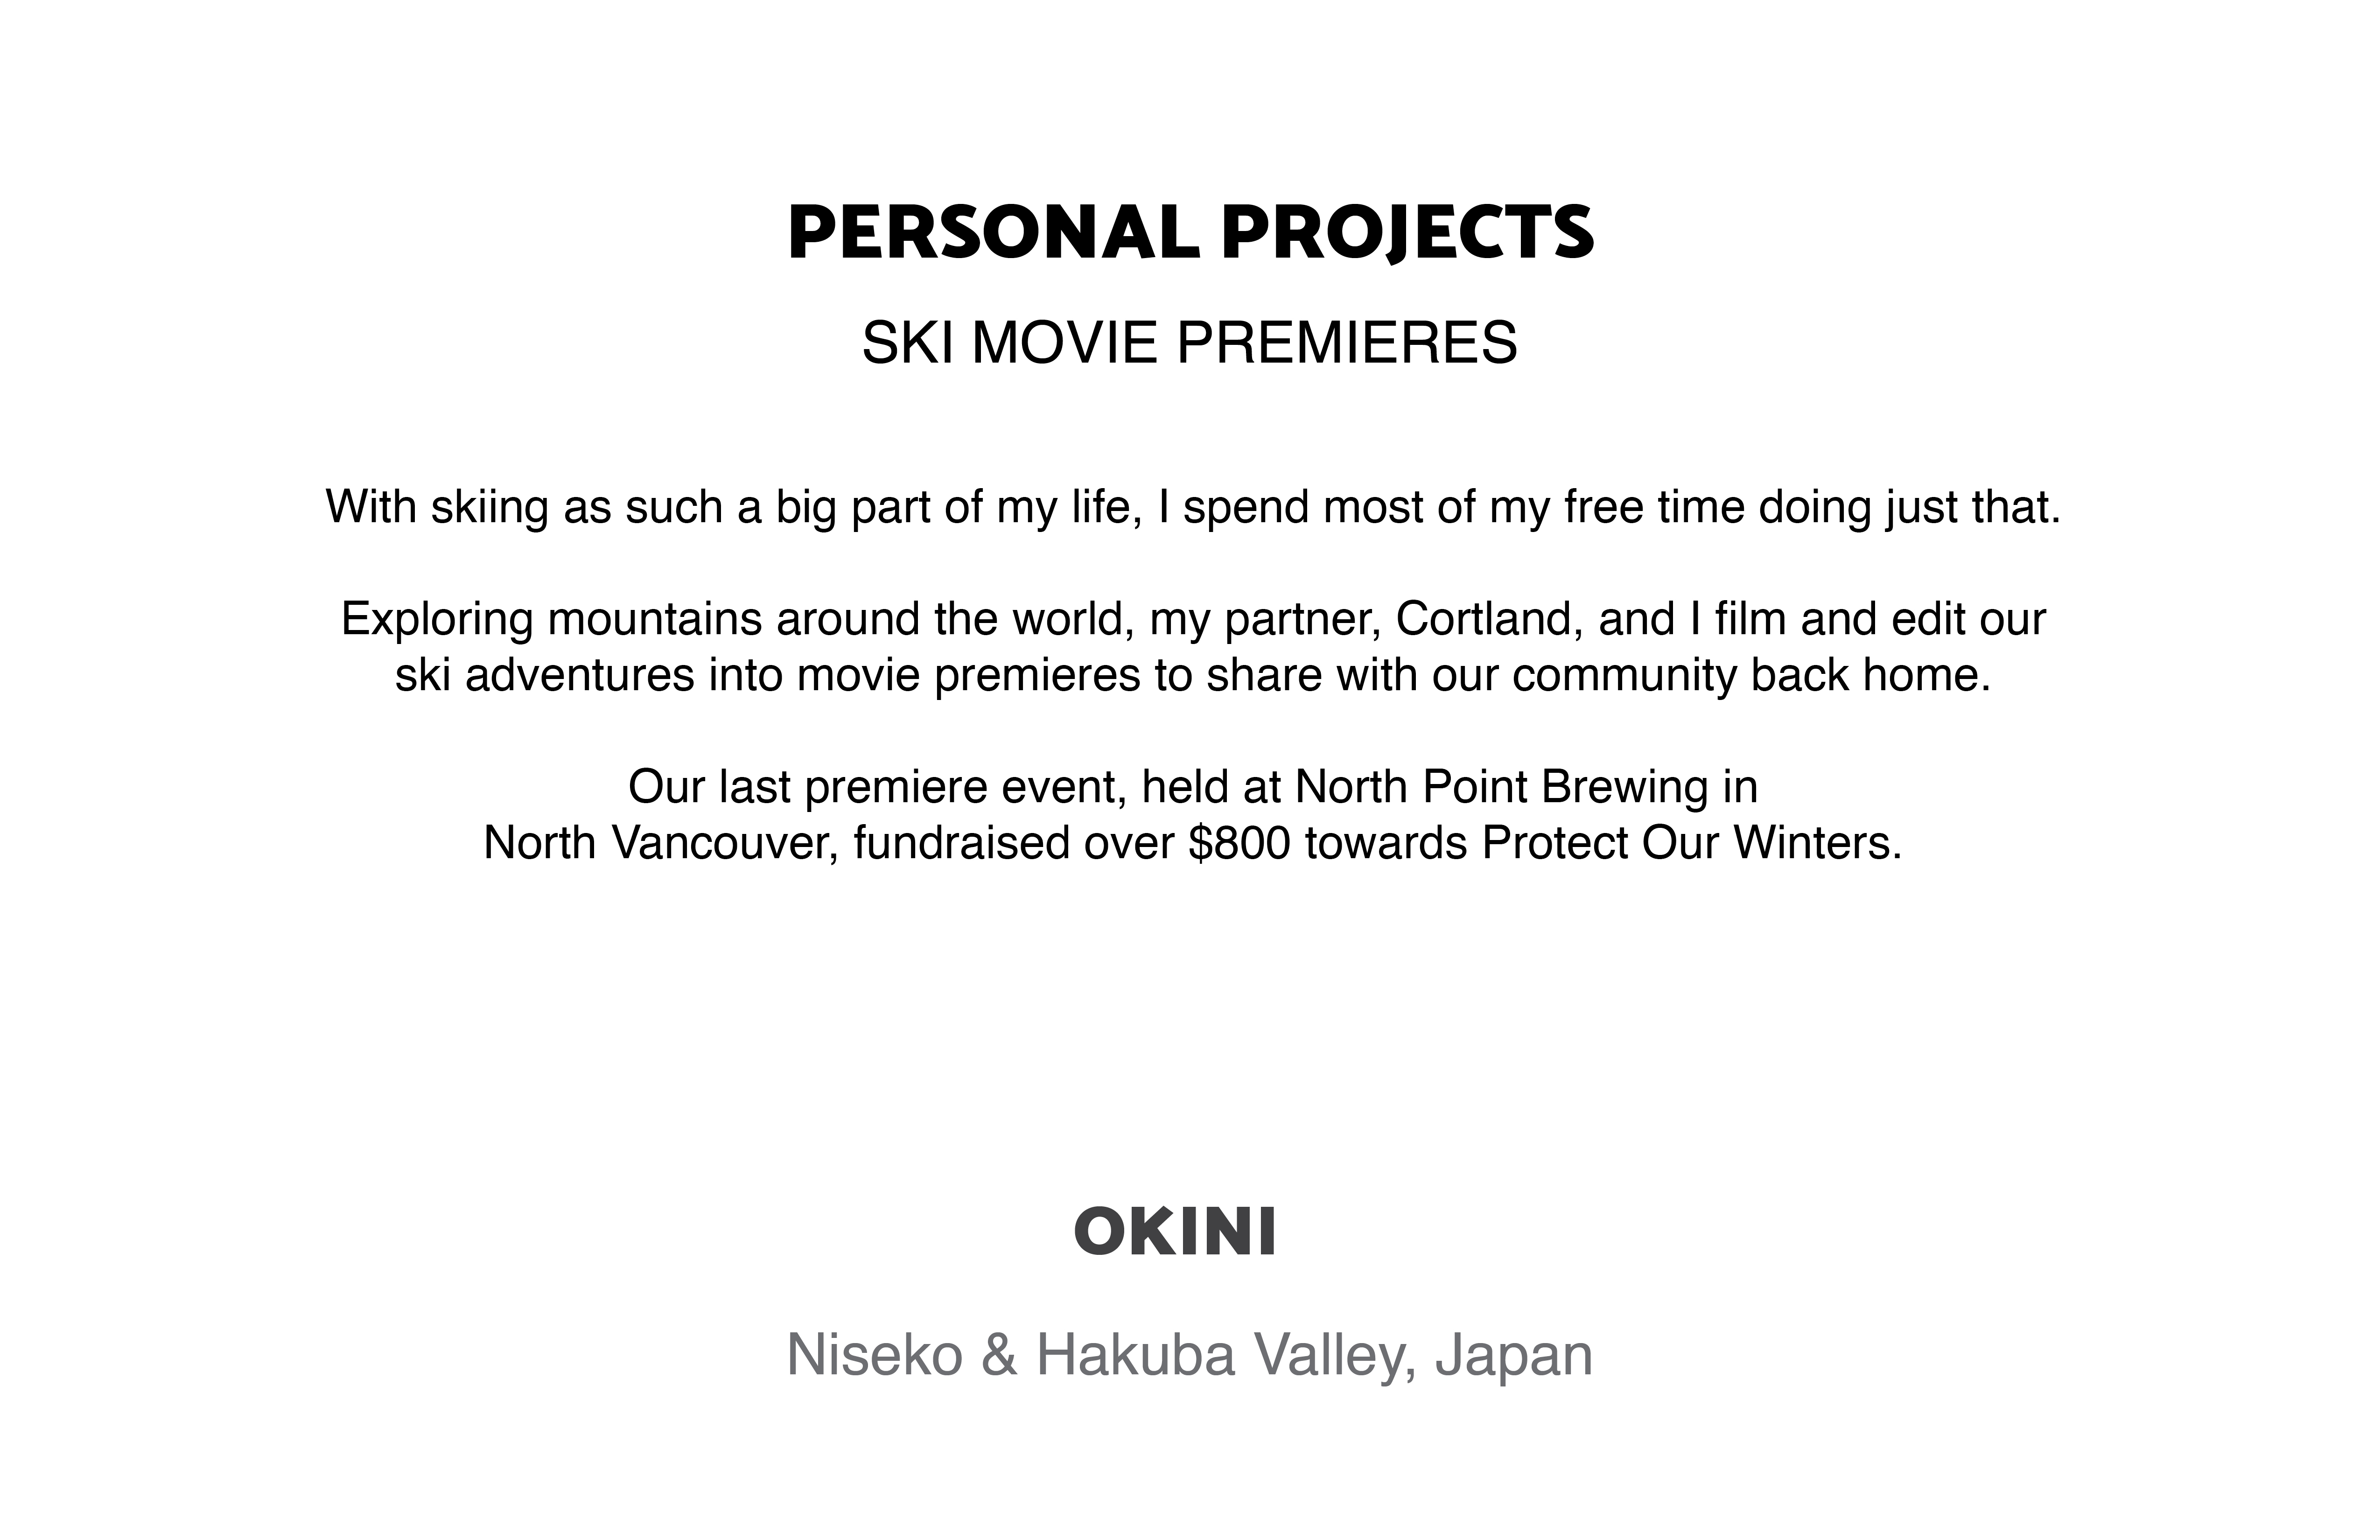 PERSONAL PROJECTS
SKI MOVIE PREMIERES
With skiing as such a big part of my life, I spend most of my free time doing just that.
Exploring mountains around the world, my partner, Cortland, and I film and edit our
ski adventures into movie premieres to share with our community back home.
Our last premiere event, held at North Point Brewing in
North Vancouver, fundraised over $800 towards Protect Our Winters.
OKINI
Niseko & Hakuba Valley, Japan